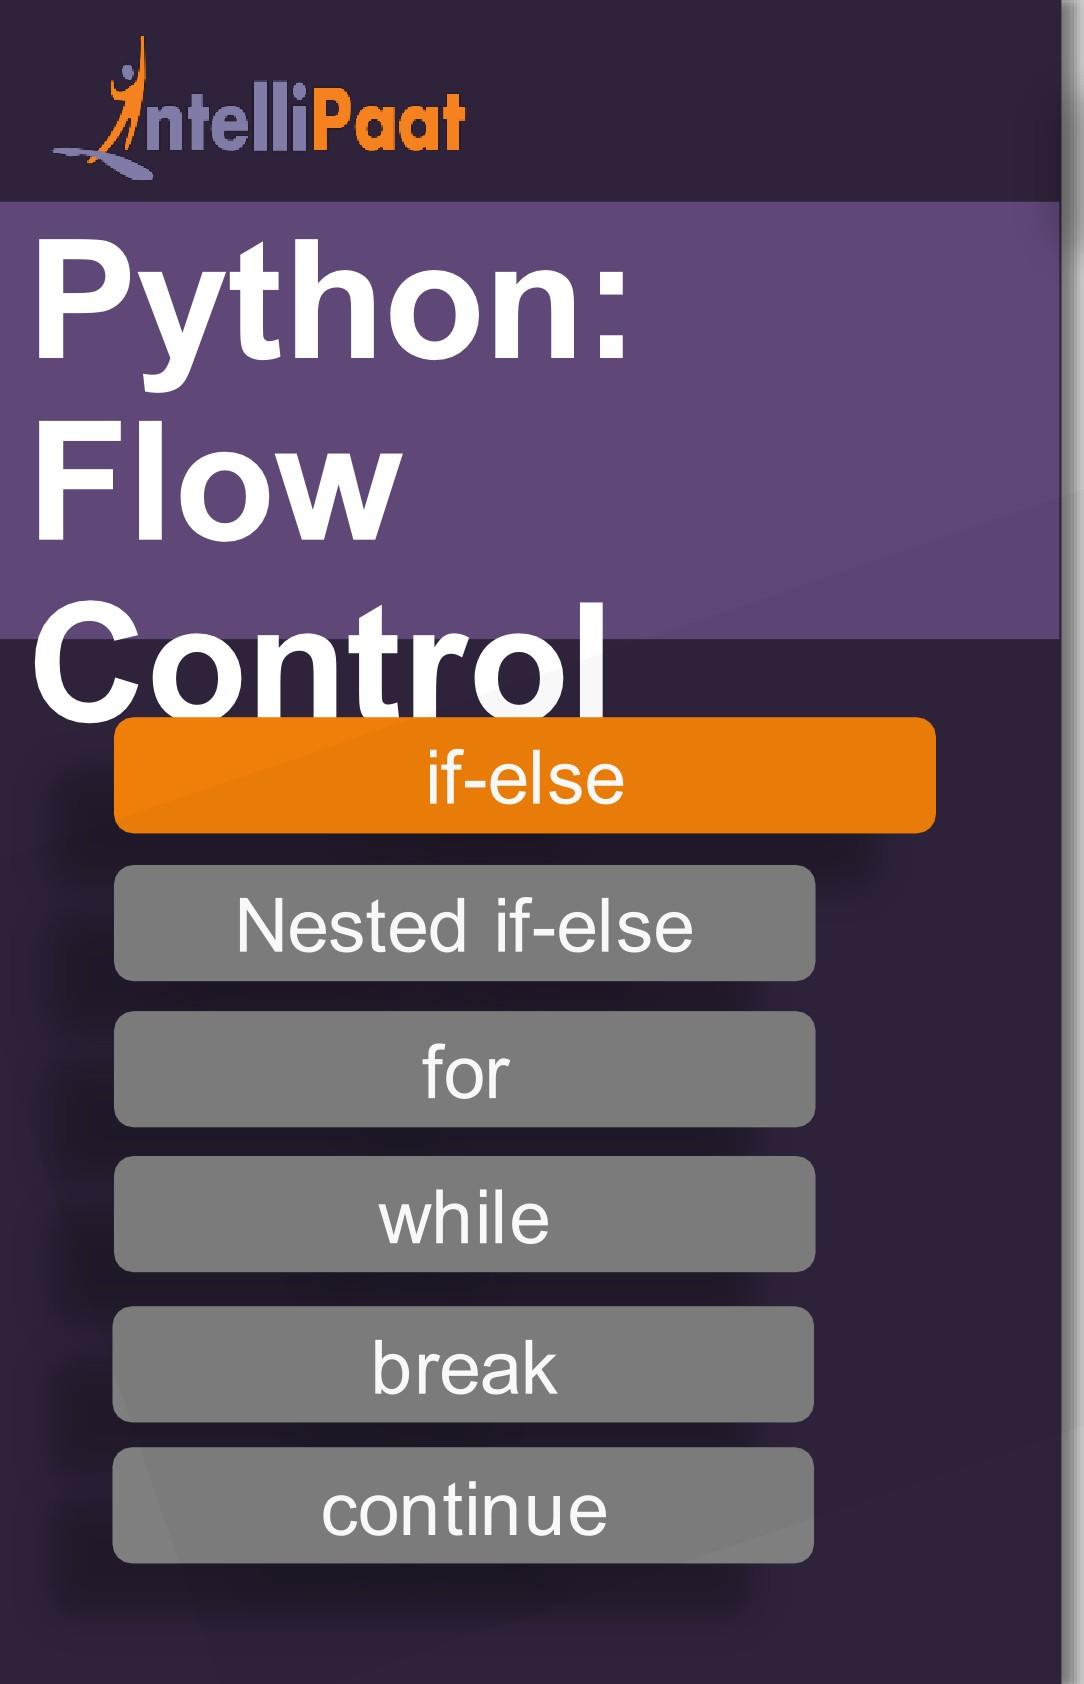 IntelliPaat
Python:
Flow
Control
if-else
Nested if-else
for
while
break
continue